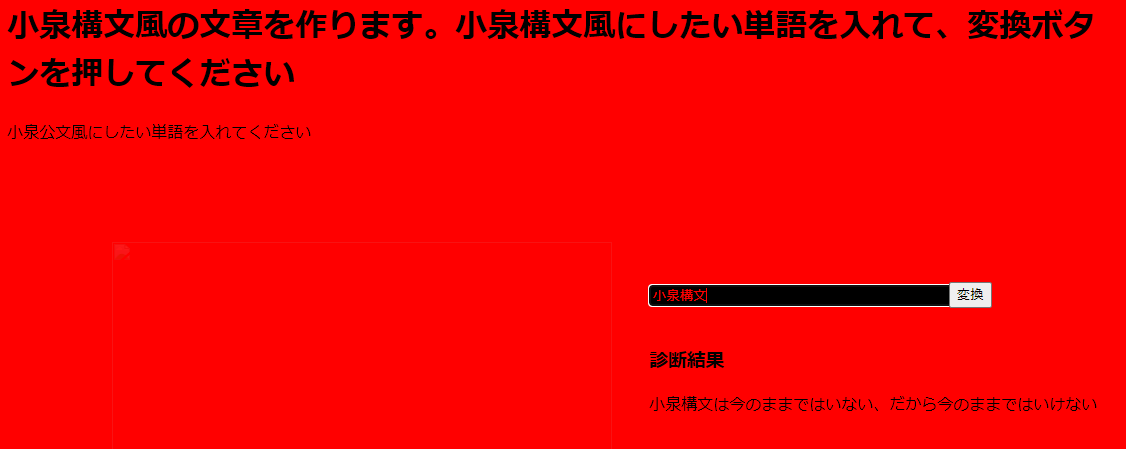 小泉構文風の文章を作ります。小泉構文風にしたい単語を入れて、変換ボタ
ンを押してください
小泉公文風にしたい単語を入れてください
小泉構文
変換
診断結果
小泉構文は今のままではいない、だから今のままではいけない